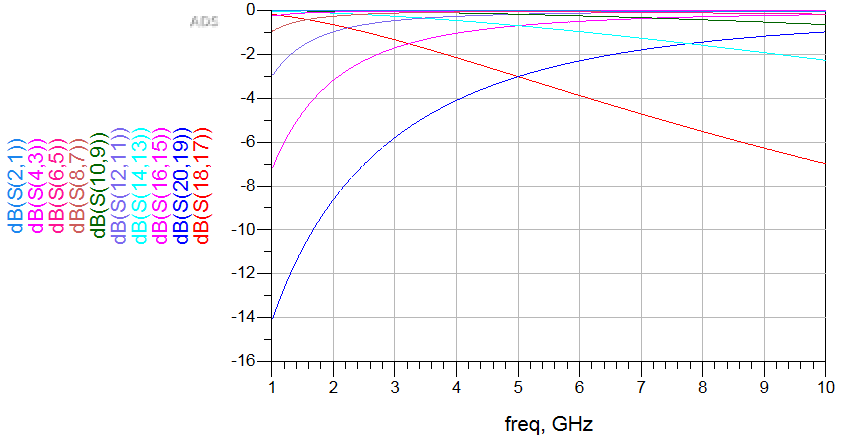 ADS
dB(S(2,1))
dB(S(4,3))
dB(S(6,5))
dB(S(8,7))
dB(S(10,9))
dB(S(12,11))
dB(S(14,13))
dB(S(16,15))
dB(S(20,19))
dB(S(18,17))
0
-2
-4
-6
-8
-10
-12
-14
-16
1 2 3 4 5 6 7 8 9 10
freq, GHz